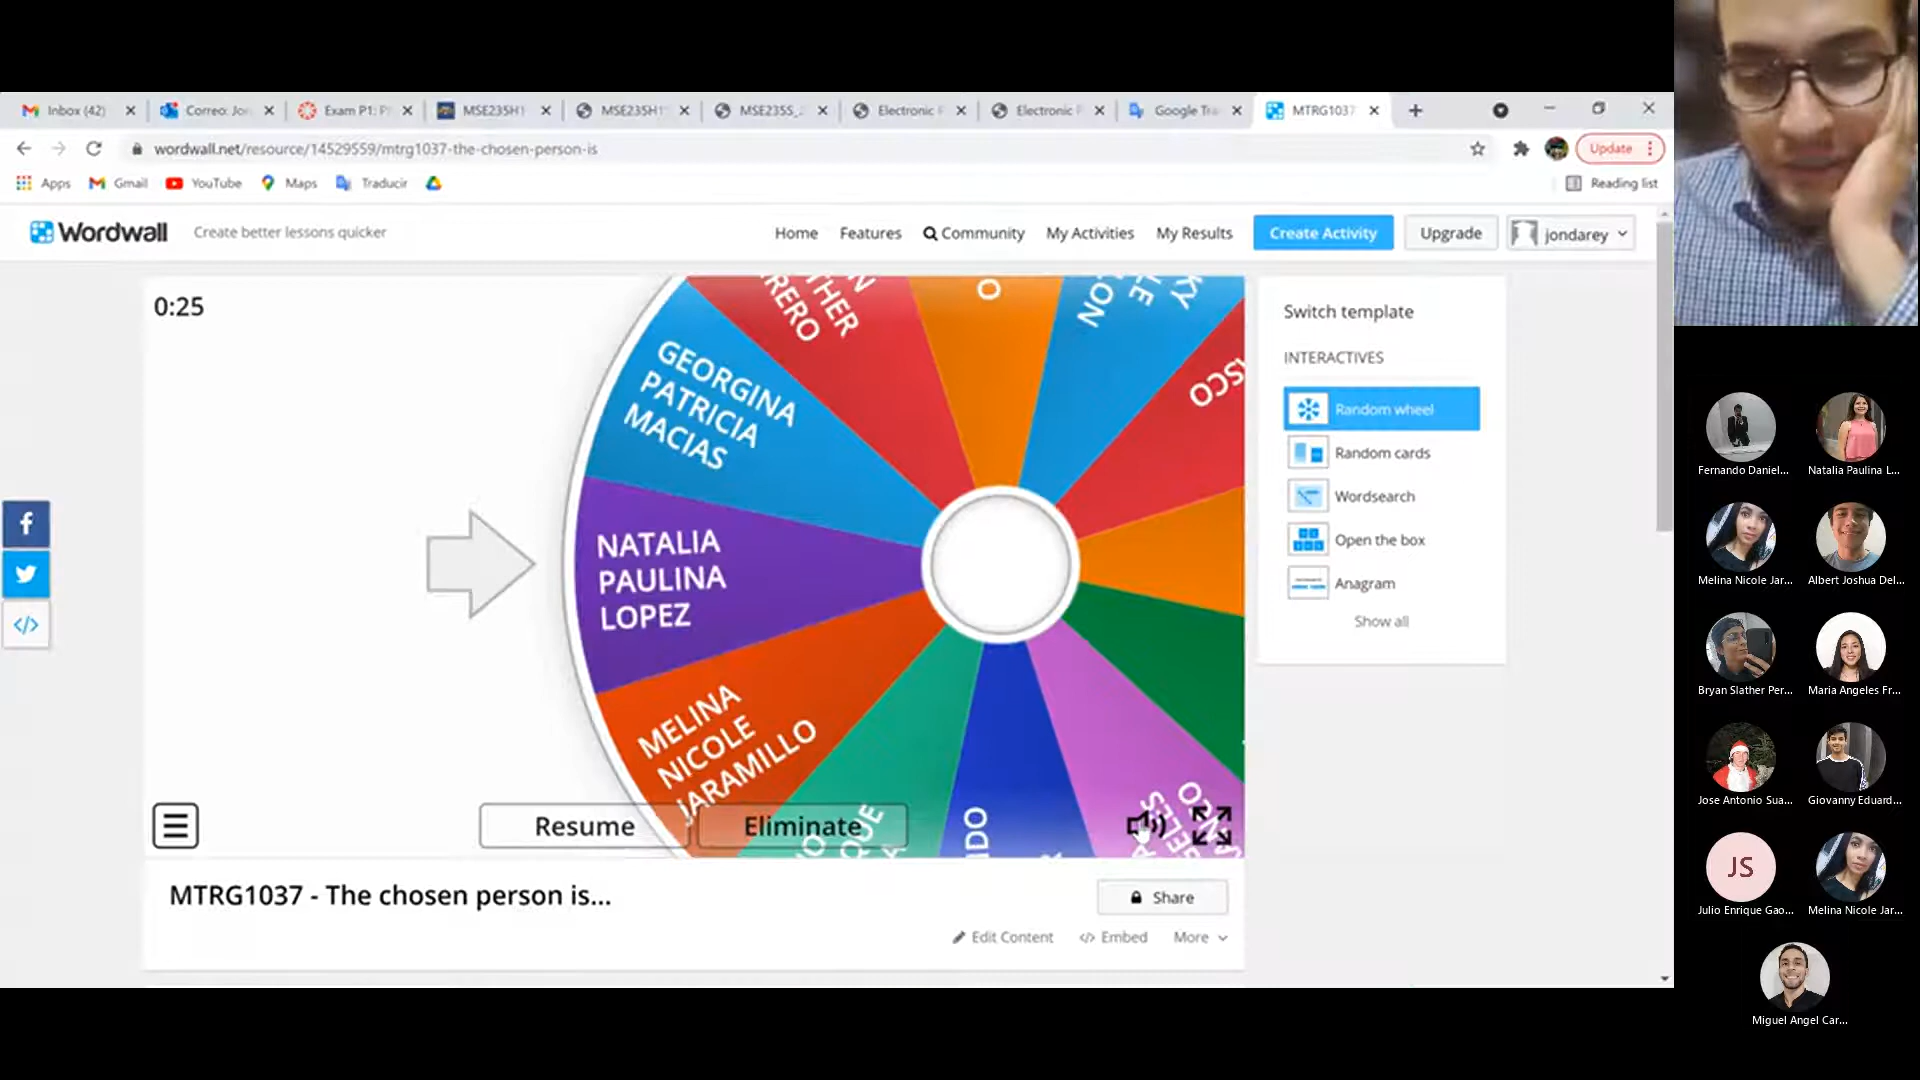 Inbox (42)
Correo: Jon
Exam P1: P
MSE235H1
MSE235H1
MSE235S_
Electronic P
Electronic P
Google Tra
MTRG1037
wordwall.net/resource/14529559/mtrg1037-the-chosen-person-is
Update
Apps
Gmail
YouTube
Maps
Traducir
Reading list
Wordwall
Create better lessons quicker
Home
Features
Community
My Activities
My Results
Create Activity
Upgrade
jondarey
0:25
GEORGINA
PATRICIA
MACIAS
NATALIA
PAULINA
LOPEZ
MELINA
NICOLE
JARAMILLO
Resume
Eliminate
Switch template
INTERACTIVES
Random wheel
Random cards
Wordsearch
Open the box
Anagram
Show all
MTRG1037 - The chosen person is...
Share
Edit Content
Embed
More
Fernando Daniel...
Natalia Paulina L...
Melina Nicole Jar...
Albert Joshua Del...
Bryan Slather Per...
Maria Angeles Fr...
Jose Antonio Sua...
Giovanny Eduard...
JS
Julio Enrique Gao...
Melina Nicole Jar...
Miguel Angel Car...